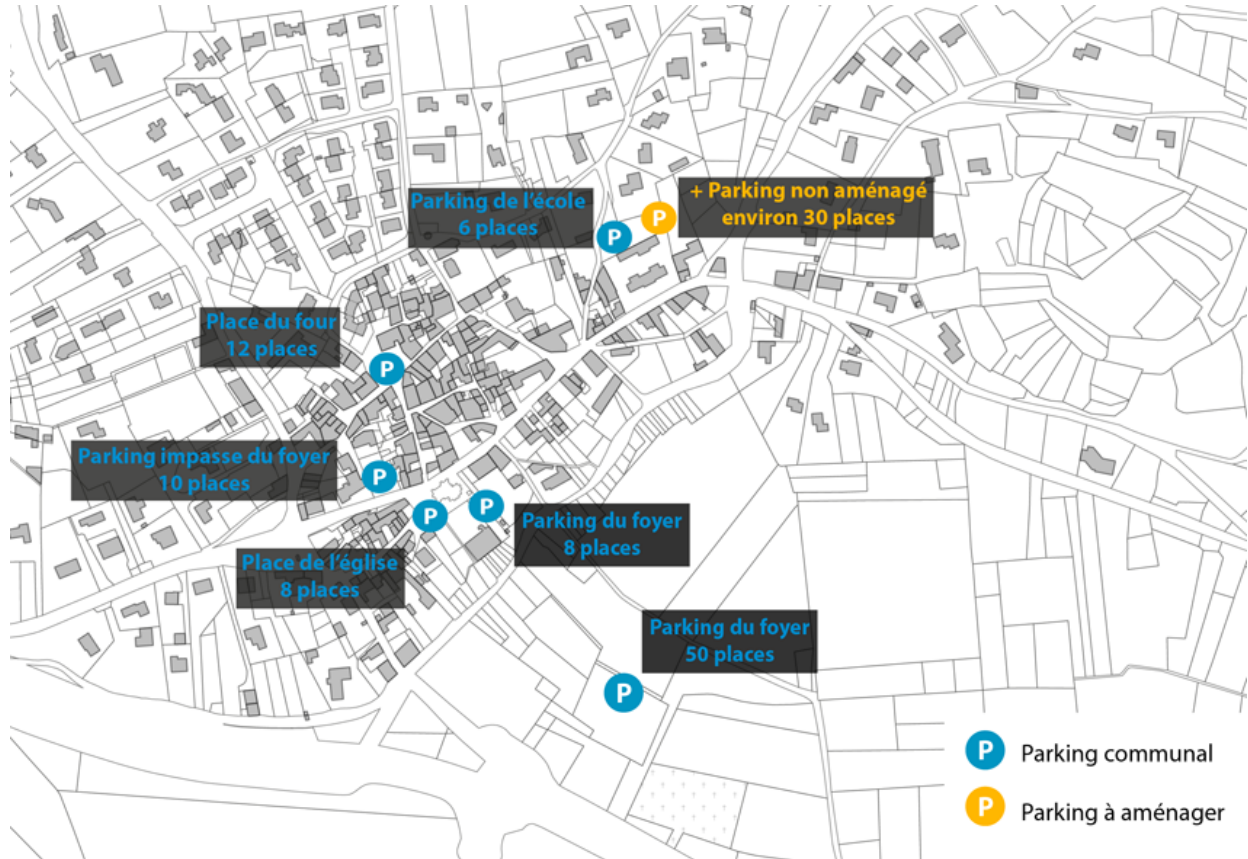 Parking de l'école
6 places
P
P
+ Parking non aménagé
environ 30 places
Place du four
12 places
P
Parking impasse du foyer
10 places
P
Place de l'église
8 places
P
P
Parking du foyer
8 places
Parking du foyer
50 places
P
P Parking communal
P Parking à aménager